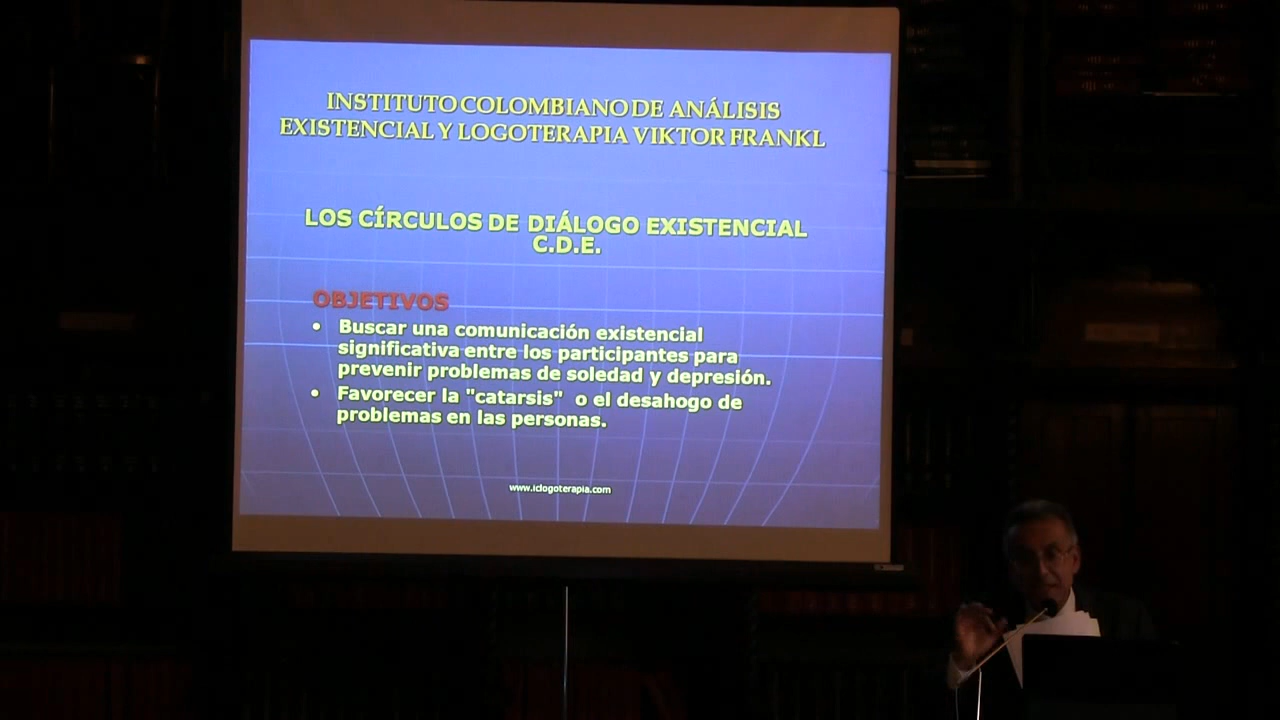 INSTITUTO COLOMBIANO DE ANÁLISIS
EXISTENCIAL Y LOGOTERAPIA VIKTOR FRANKL
LOS CÍRCULOS DE DIÁLOGO EXISTENCIAL
C.D.E.
OBJETIVOS
• Buscar una comunicación existencial
significativa entre los participantes para
prevenir problemas de soledad y depresión.
• Favorecer la "catarsis" o el desahogo de
problemas en las personas.
www.iclogoterapia.com